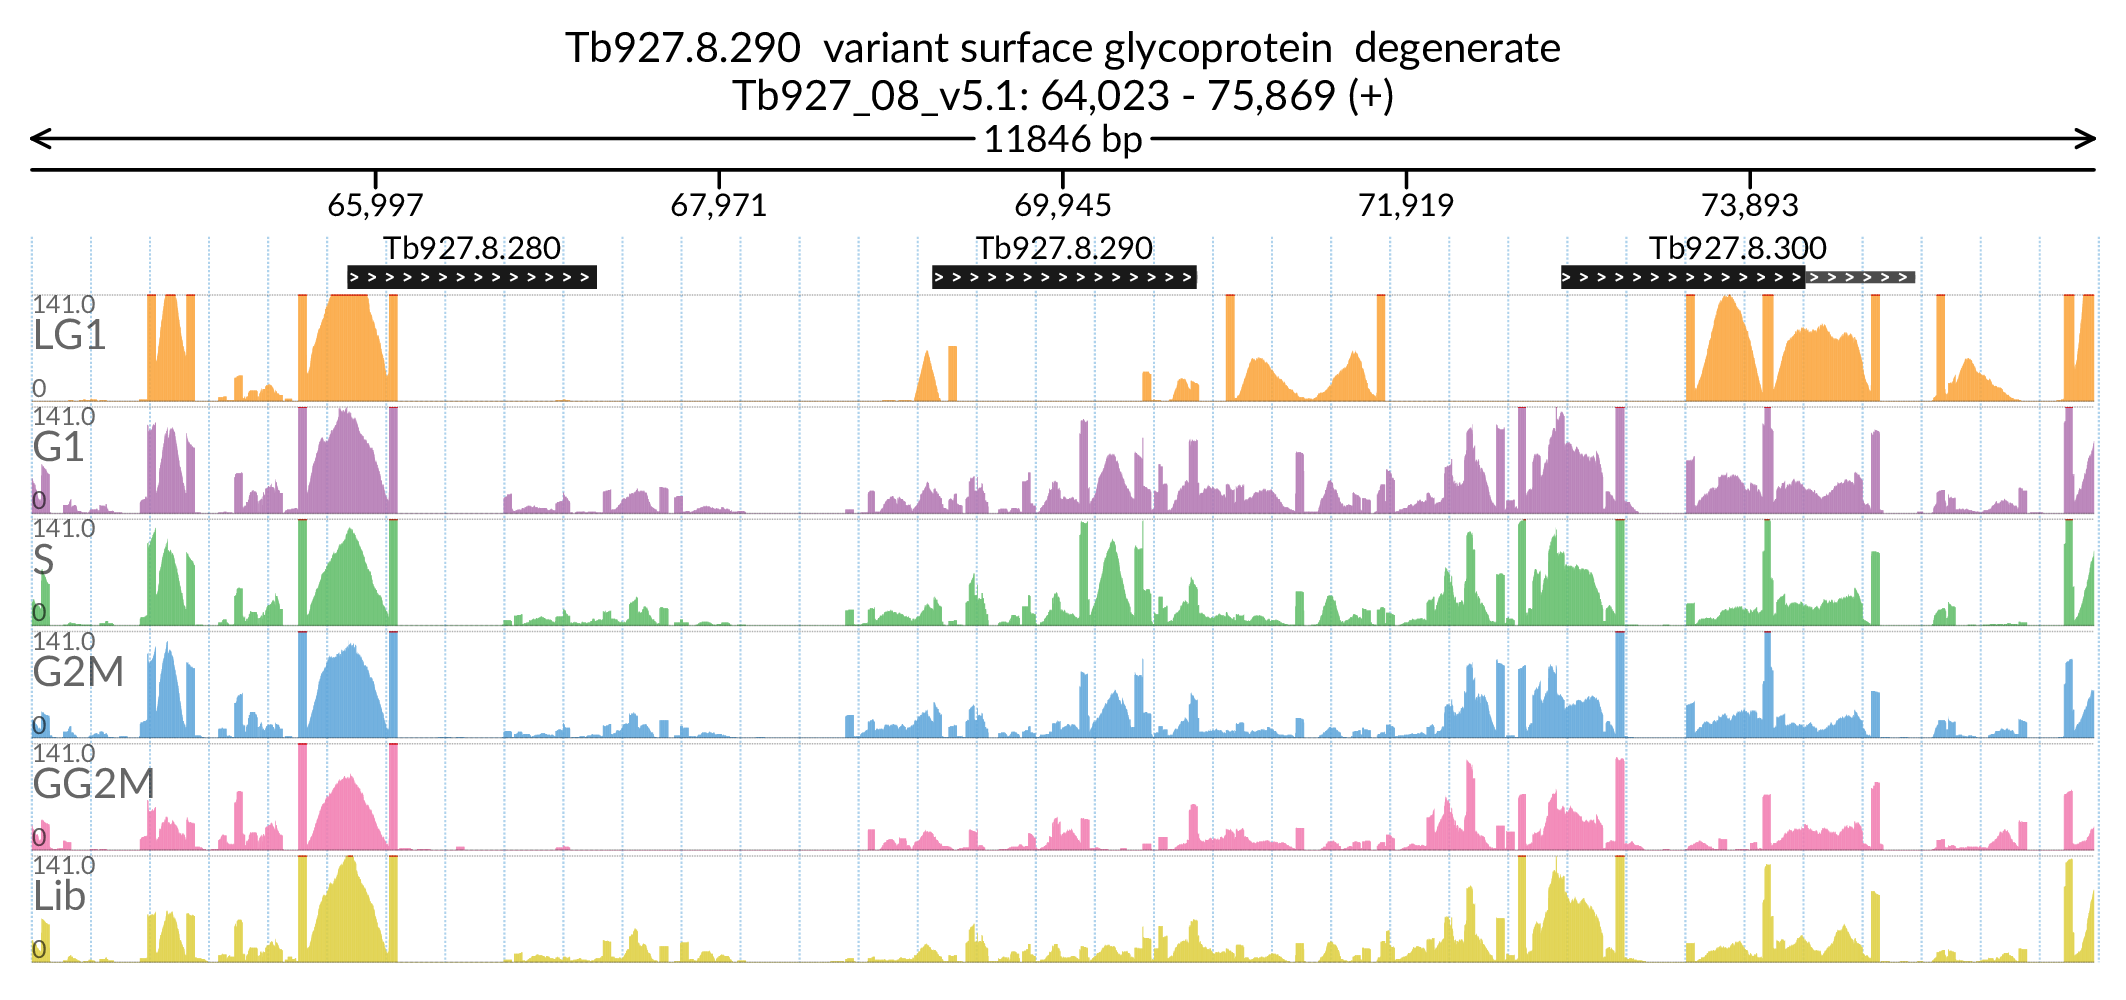 Tb927.8.290 variant surface glycoprotein degenerate
Tb927_08_v5.1: 64,023 - 75,869 (+)
11846 bp
65,997 67,971 69,945 71,919 73,893
Tb927.8.280 Tb927.8.290 Tb927.8.300
141.0
LG1
0
141.0
G1
0
141.0
S
0
141.0
G2M
0
141.0
GG2M
0
141.0
Lib
0